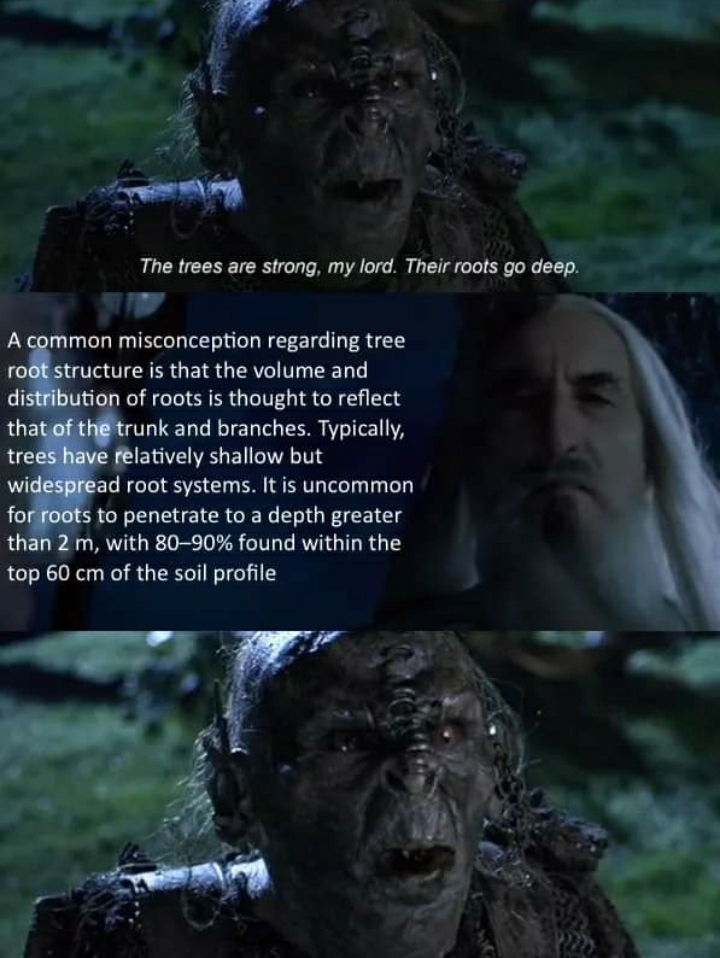 The trees are strong, my lord. Their roots go deep.
A common misconception regarding tree
root structure is that the volume and
distribution of roots is thought to reflect
that of the trunk and branches. Typically,
trees have relatively shallow but
widespread root systems. It is uncommon
for roots to penetrate to a depth greater
than 2 m, with 80–90% found within the
top 60 cm of the soil profile